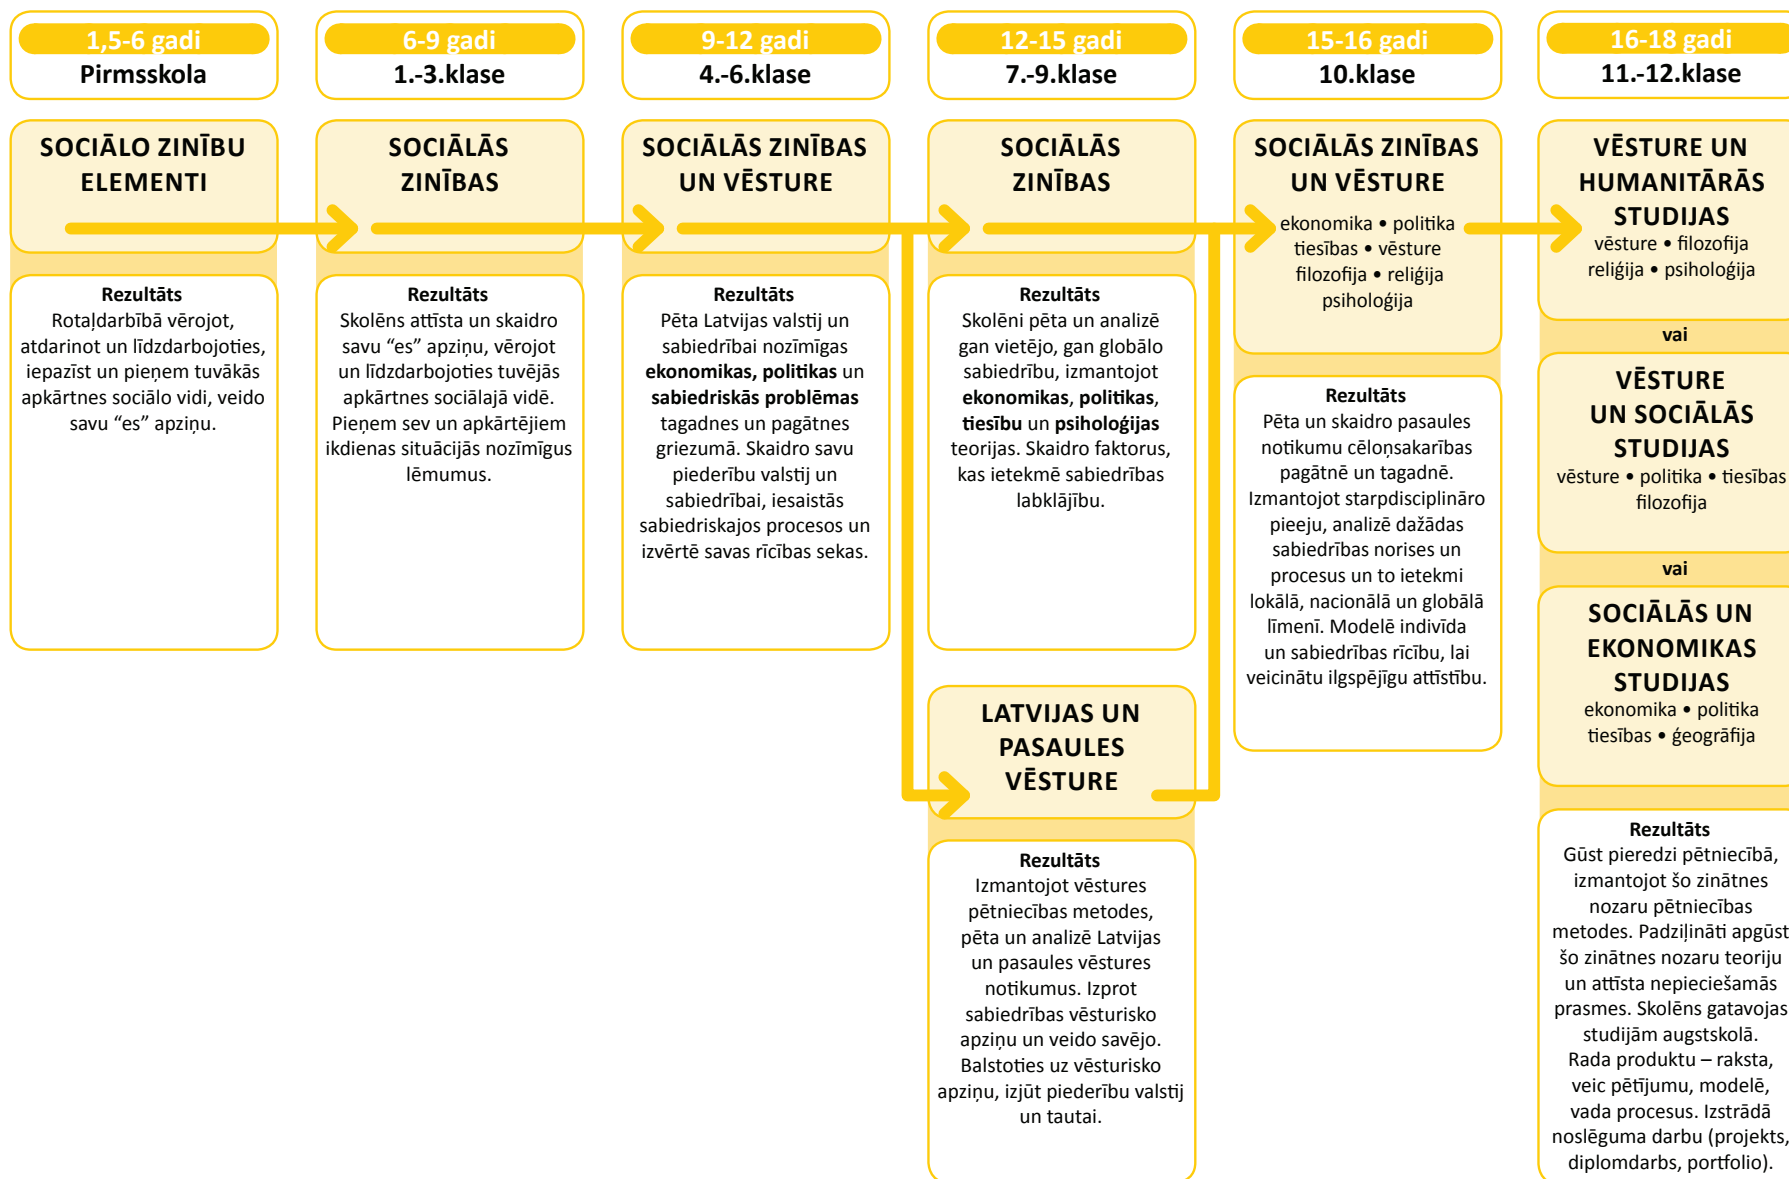 1,5-6 gadi
Pirmsskola
6-9 gadi
1.-3.klase
9-12 gadi
4.-6.klase
12-15 gadi
7.-9.klase
15-16 gadi
10.klase
16-18 gadi
11.-12.klase
SOCIĀLO ZINĪBU
ELEMENTI
Rezultāts
Rotaļdarbībā vērojot,
atdarinot un līdzdarbojoties,
iepazīst un pieņem tuvākās
apkārtnes sociālo vidi, veido
savu “es” apziņu.
SOCIĀLĀS
ZINĪBAS
Rezultāts
Skolēns attīsta un skaidro
savu “es” apziņu, vērojot
un līdzdarbojoties tuvējās
apkārtnes sociālajā vidē.
Pieņem sev un apkārtējiem
ikdienas situācijās nozīmīgus
lēmumus.
SOCIĀLĀS ZINĪBAS
UN VĒSTURE
Rezultāts
Pēta Latvijas valstij un
sabiedrībai nozīmīgas
ekonomikas, politikas un
sabiedriskās problēmas
tagadnes un pagātnes
griezumā. Skaidro savu
piederību valstij un
sabiedrībai, iesaistās
sabiedriskajos procesos un
izvērtē savas rīcības sekas.
SOCIĀLĀS
ZINĪBAS
Rezultāts
Skolēni pēta un analizē
gan vietējo, gan globālo
sabiedrību, izmantojot
ekonomikas, politikas,
tiesību un psiholoģijas
teorijas. Skaidro faktorus,
kas ietekmē sabiedrības
labklājību.
LATVIJAS UN
PASAULES
VĒSTURE
Rezultāts
Izmantojot vēstures
pētniecības metodes,
pēta un analizē Latvijas
un pasaules vēstures
notikumus. Izprot
sabiedrības vēsturisko
apziņu un veido savējo.
Balstoties uz vēsturisko
apziņu, izjūt piederību valstij
un tautai.
SOCIĀLĀS ZINĪBAS
UN VĒSTURE
ekonomika • politika
tiesības • vēsture
filozofija • reliģija
psiholoģija
Rezultāts
Pēta un skaidro pasaules
notikumu cēloņsakarības
pagātnē un tagadnē.
Izmantojot starpdisciplināro
pieeju, analizē dažādas
sabiedrības norises un
procesus un to ietekmi
lokālā, nacionālā un globālā
līmenī. Modelē indivīda
un sabiedrības rīcību, lai
veicinātu ilgspējīgu attīstību.
VĒSTURE UN
HUMANITĀRĀS
STUDIJAS
vēsture • filozofija
reliģija • psiholoģija
vai
VĒSTURE
UN SOCIĀLĀS
STUDIJAS
vēsture • politika • tiesības
filozofija
vai
SOCIĀLĀS UN
EKONOMIKAS
STUDIJAS
ekonomika • politika
tiesības • ģeogrāfija
Rezultāts
Gūst pieredzi pētniecībā,
izmantojot šo zinātnes
nozaru pētniecības
metodes. Padziļināti apgūst
šo zinātnes nozaru teoriju
un attīsta nepieciešamās
prasmes. Skolēns gatavojas
studijām augstskolā.
Rada produktu – raksta,
veic pētījumu, modelē,
vada procesus. Izstrādā
noslēguma darbu (projekts,
diplomdarbs, portfolio).